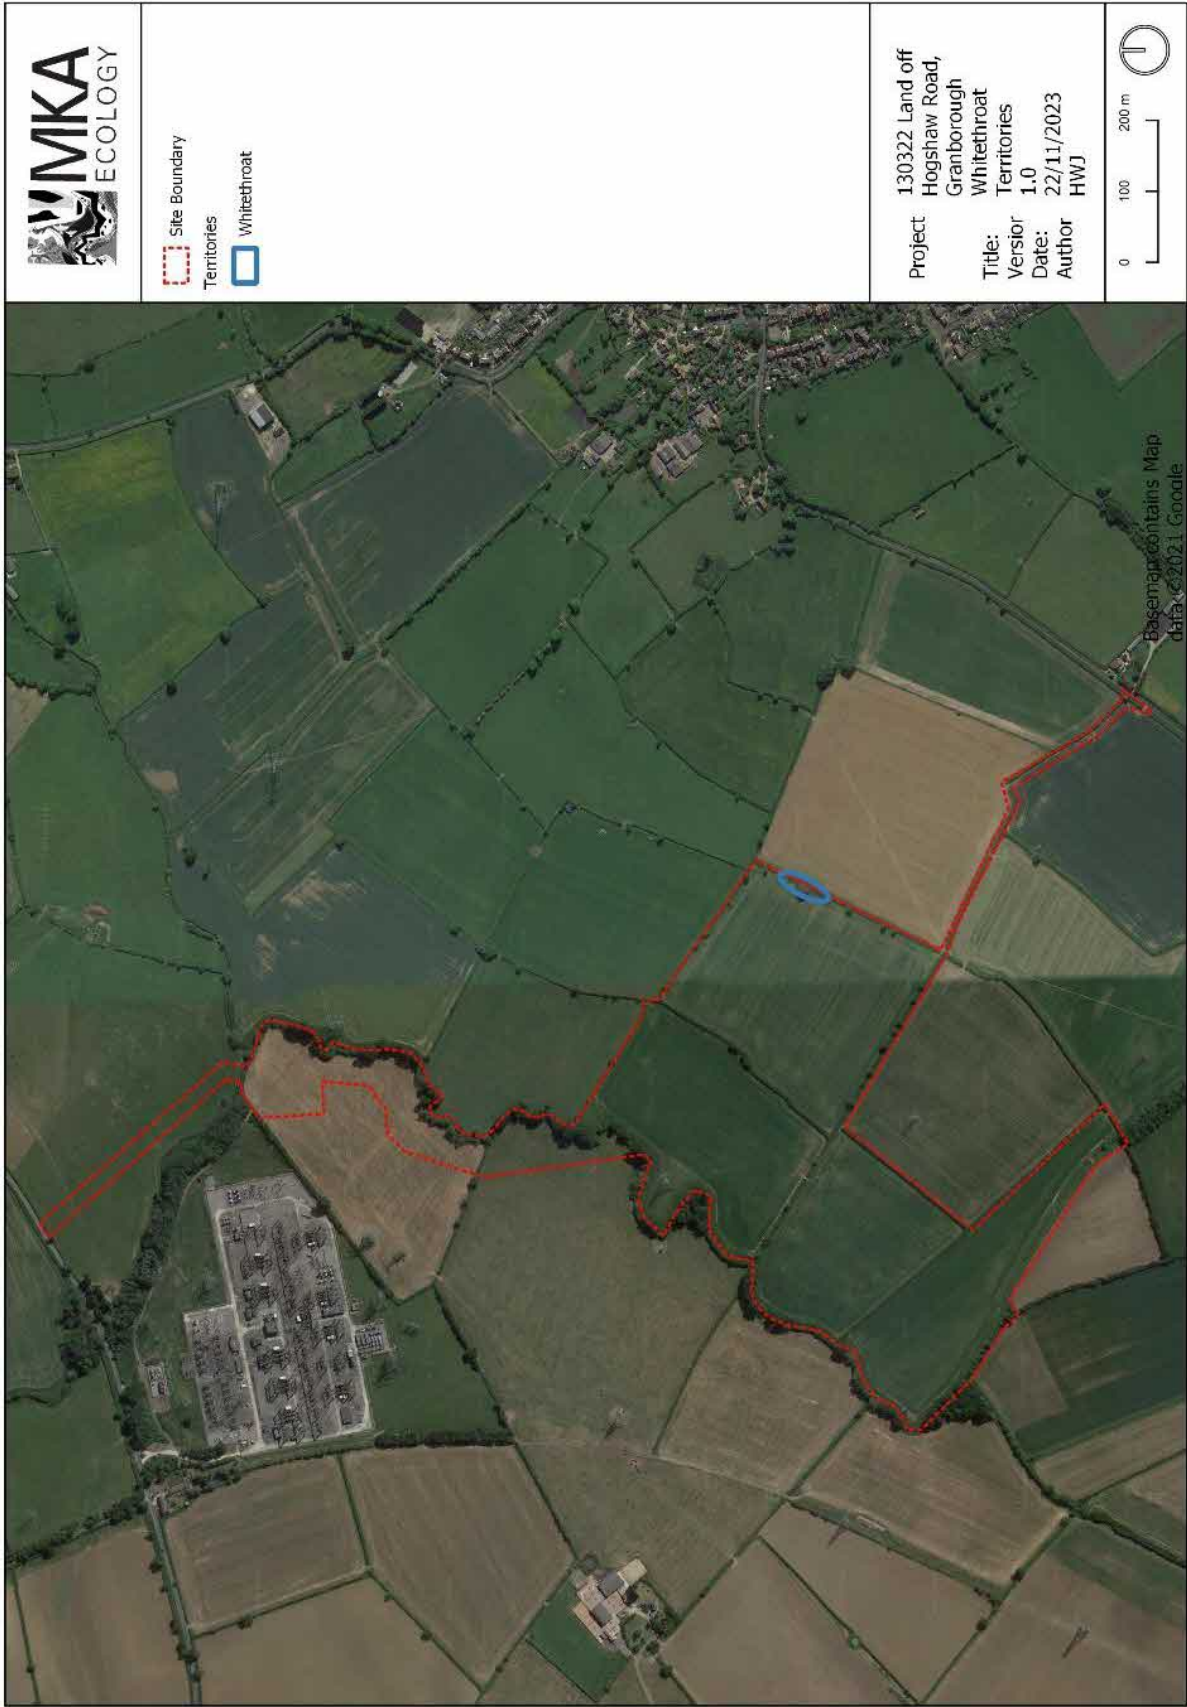 MKA
ECOLOGY
Site Boundary
Territories
Whitethroat
Project 130322 Land off
Hogshaw Road,
Granborough
Title: Whitethroat
Territories
Versior 1.0
Date: 22/11/2023
Author HWJ
0 100 200 m
Basemap contains Map
data ©2021 Google